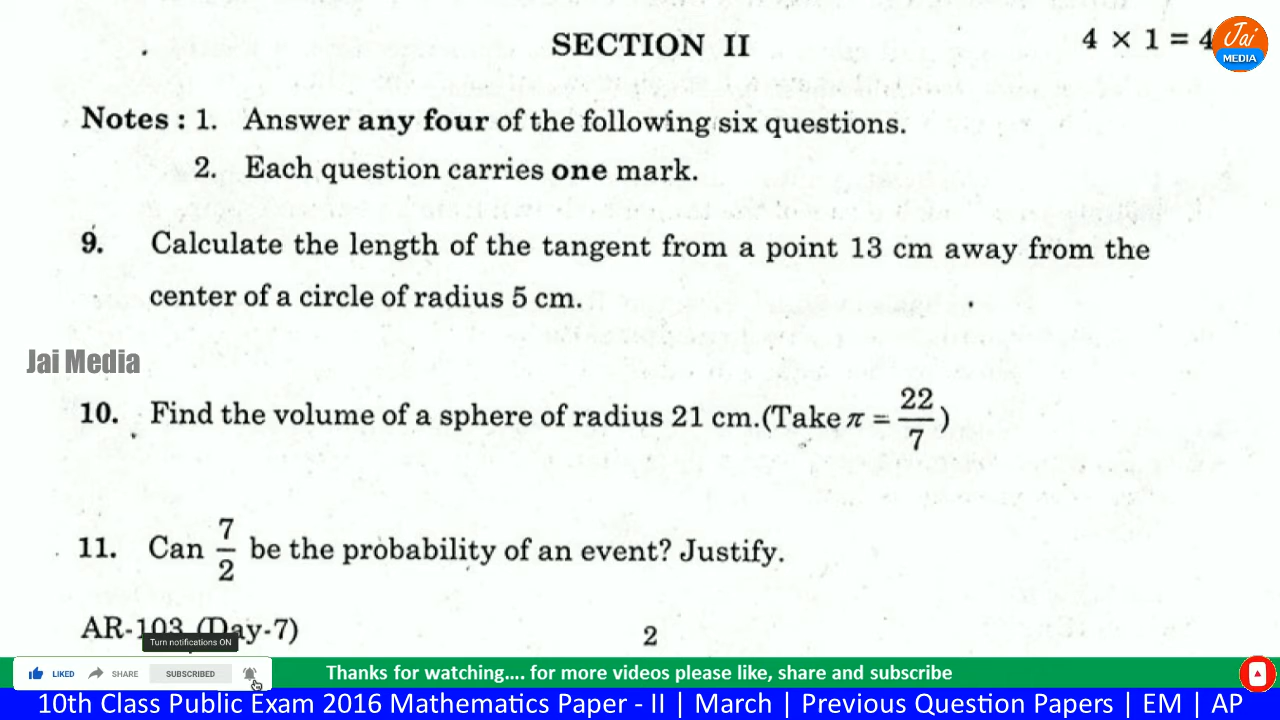 SECTION II
4 × 1 = 4
Jai
MEDIA
Notes : 1. Answer any four of the following six questions.
2. Each question carries one mark.
9. Calculate the length of the tangent from a point 13 cm away from the
center of a circle of radius 5 cm.
Jai Media
10. Find the volume of a sphere of radius 21 cm.(Take π = 22/7)
11. Can 7/2 be the probability of an event? Justify.
AR-103 (Day-7)
2
Turn notifications ON
LIKED SHARE SUBSCRIBED
Thanks for watching.... for more videos please like, share and subscribe
10th Class Public Exam 2016 Mathematics Paper - II | March | Previous Question Papers | EM | AP